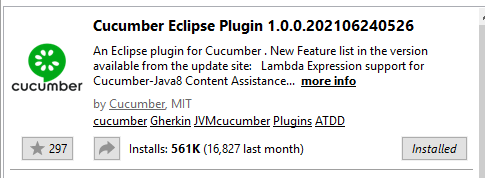 Cucumber Eclipse Plugin 1.0.0.202106240526
An Eclipse plugin for Cucumber . New Feature list in the version
available from the update site:   Lambda Expression support for
Cucumber-Java8 Content Assistance... more info
cucumber
by Cucumber, MIT
cucumber Gherkin JVMcucumber Plugins ATDD
297
Installs: 561K (16,827 last month)
Installed